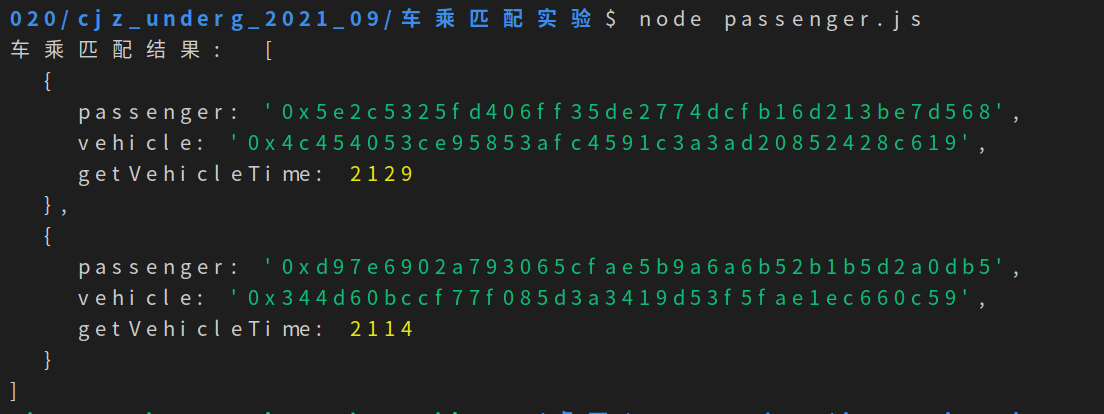 020/cjz_underg_2021_09/车乘匹配实验$ node passenger.js
车乘匹配结果: [
  {
    passenger: '0x5e2c5325fd406ff35de2774dcfb16d213be7d568',
    vehicle: '0x4c454053ce95853afc4591c3a3ad20852428c619',
    getVehicleTime: 2129
  },
  {
    passenger: '0xd97e6902a793065cfae5b9a6a6b52b1b5d2a0db5',
    vehicle: '0x344d60bccf77f085d3a3419d53f5fae1ec660c59',
    getVehicleTime: 2114
  }
]